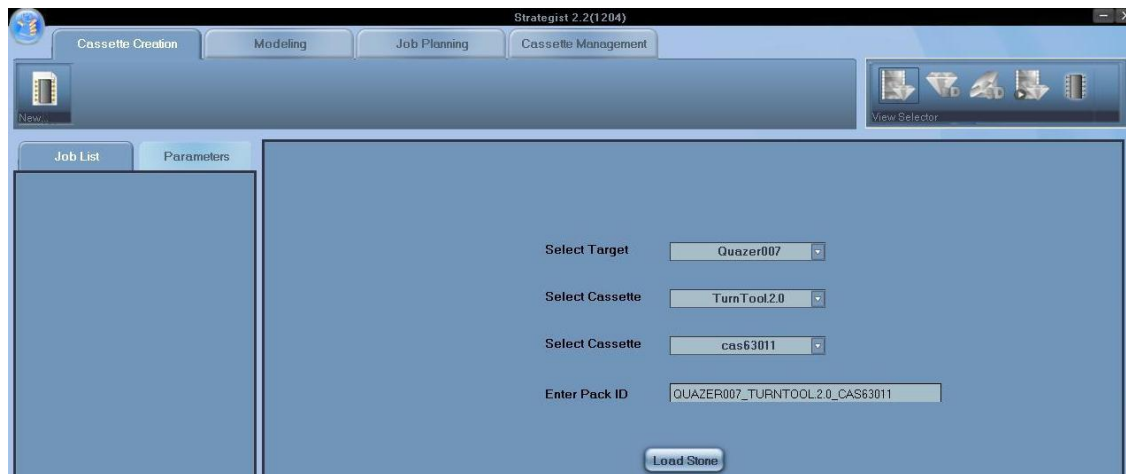 Strategist 2.2(1204)
Cassette Creation Modeling Job Planning Cassette Management
New... View Selector
Job List Parameters
Select Target Quazer007
Select Cassette TurnTool.2.0
Select Cassette cas63011
Enter Pack ID QUAZER007_TURNTOOL.2.0_CAS63011
Load Stone